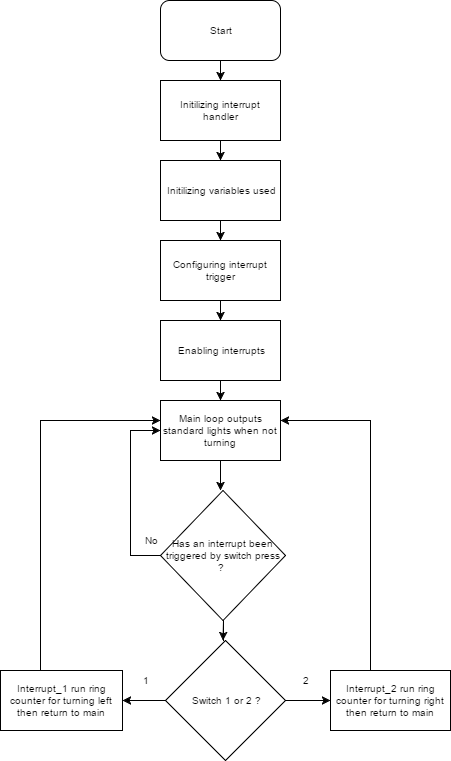 Start
Initilizing interrupt
handler
Initilizing variables used
Configuring interrupt
trigger
Enabling interrupts
Main loop outputs
standard lights when not
turning
No
Has an interrupt been
triggered by switch press
?
1
Switch 1 or 2 ?
2
Interrupt_1 run ring
counter for turning left
then return to main
Interrupt_2 run ring
counter for turning right
then return to main